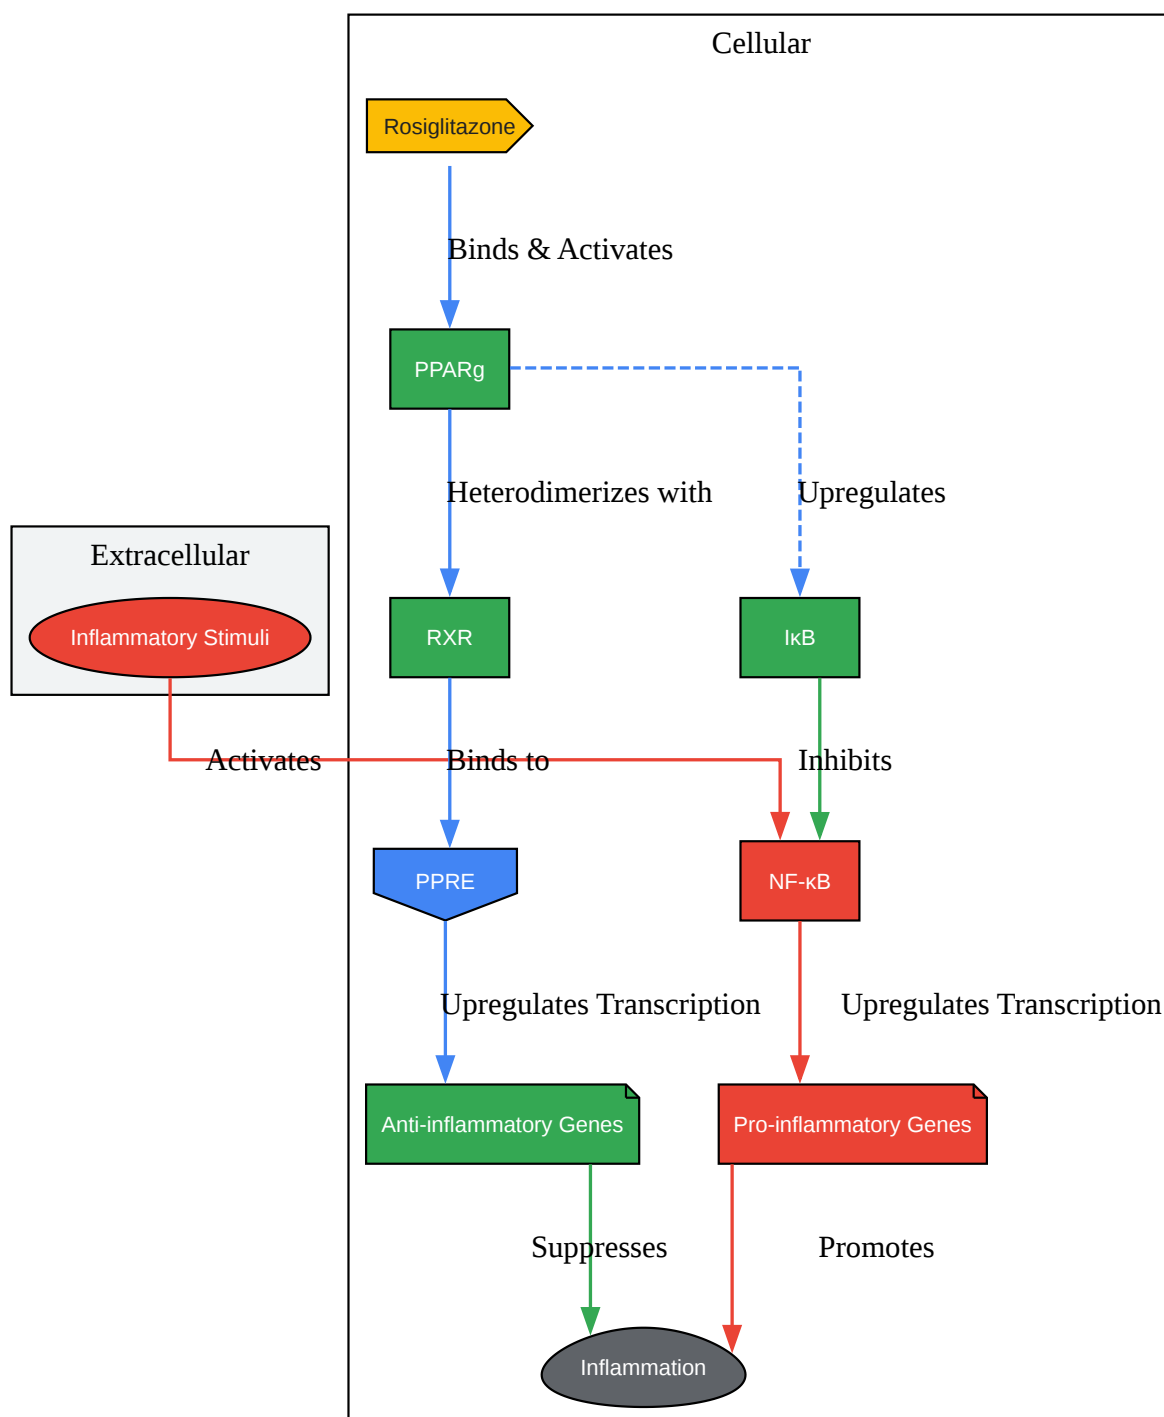 Cellular
Rosiglitazone
Binds & Activates
PPARg
Heterodimerizes with
Upregulates
Extracellular
Inflammatory Stimuli
RXR
IκB
Activates
Binds to
Inhibits
PPRE
NF-κB
Upregulates Transcription
Upregulates Transcription
Anti-inflammatory Genes
Pro-inflammatory Genes
Suppresses
Promotes
Inflammation